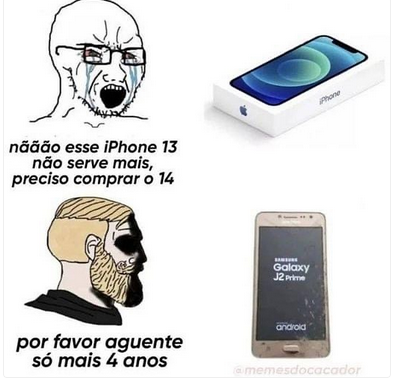 iPhone
nããão esse iPhone 13
não serve mais,
preciso comprar o 14
SAMSUNG
Galaxy
J2 Prime
android
por favor aguente
só mais 4 anos
@memesdocacador